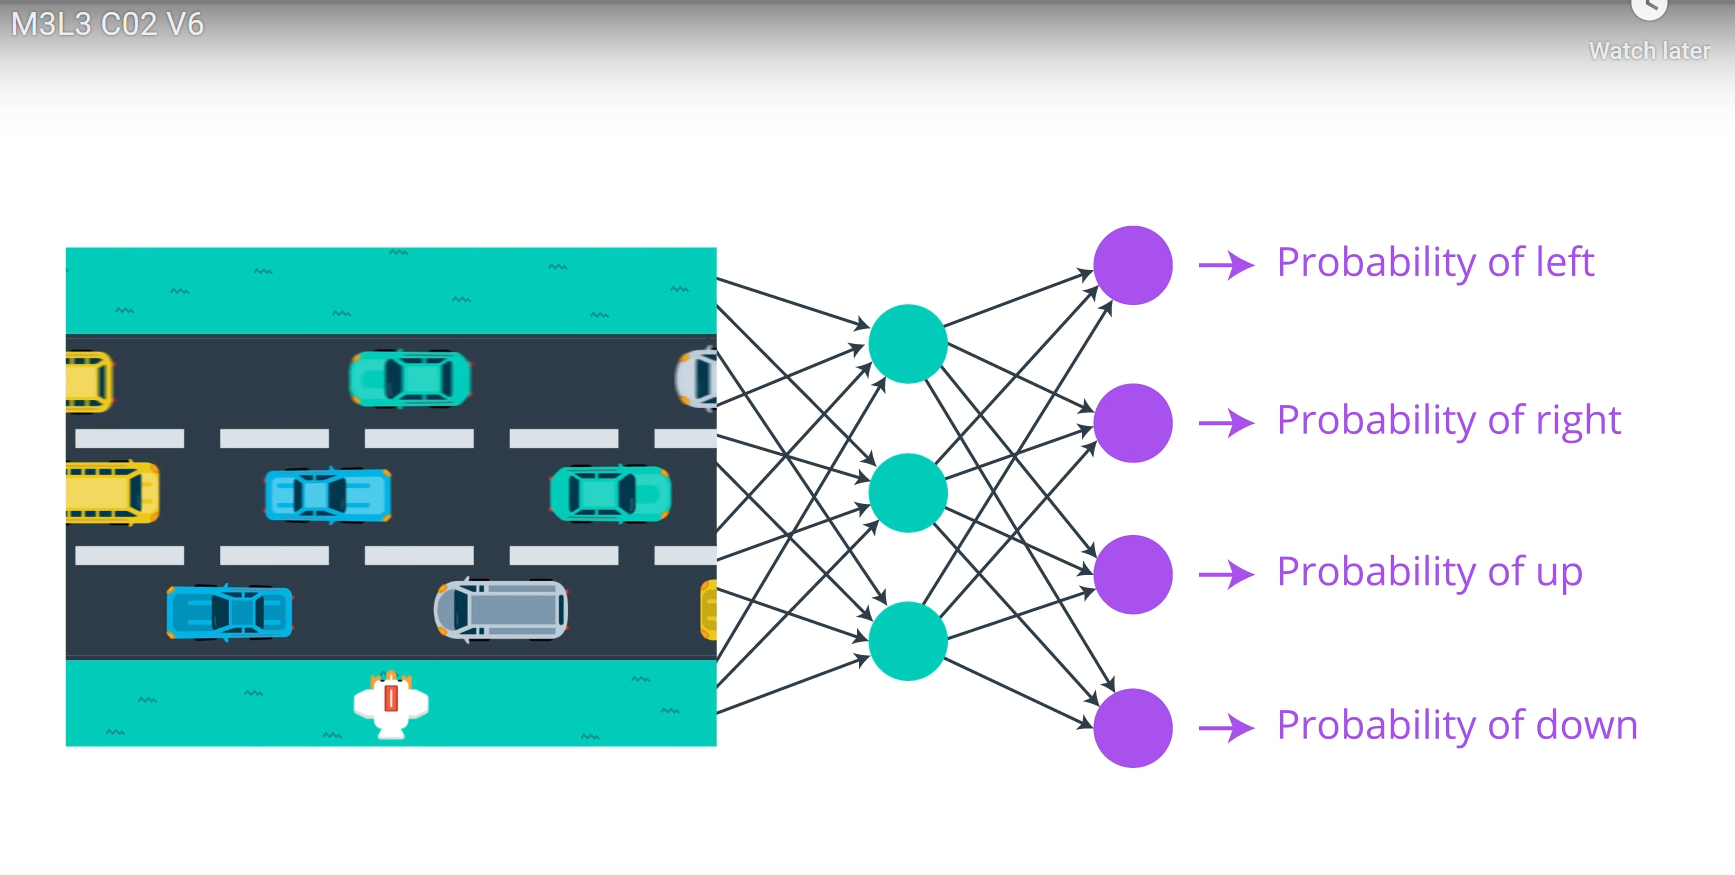 M3L3 C02 V6
Watch later
Probability of left
Probability of right
Probability of up
Probability of down